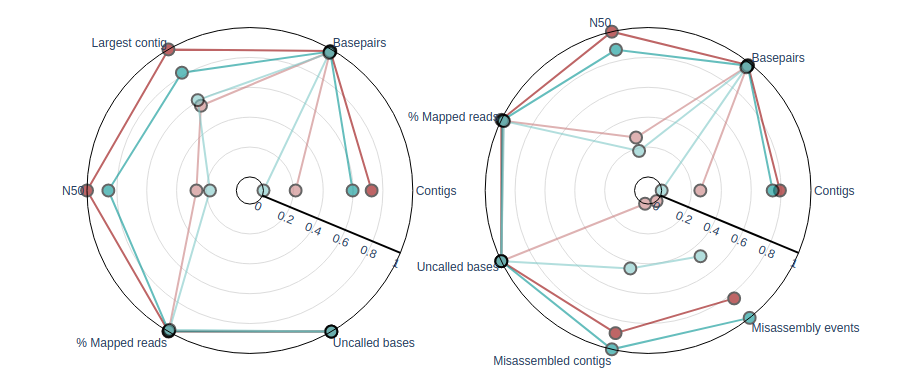 Largest contig
Basepairs
N50
Contigs
% Mapped reads
Uncalled bases
0
0.2
0.4
0.6
0.8
1
N50
Basepairs
% Mapped reads
Contigs
Uncalled bases
Misassembly events
Misassembled contigs
0
0.2
0.4
0.6
0.8
1